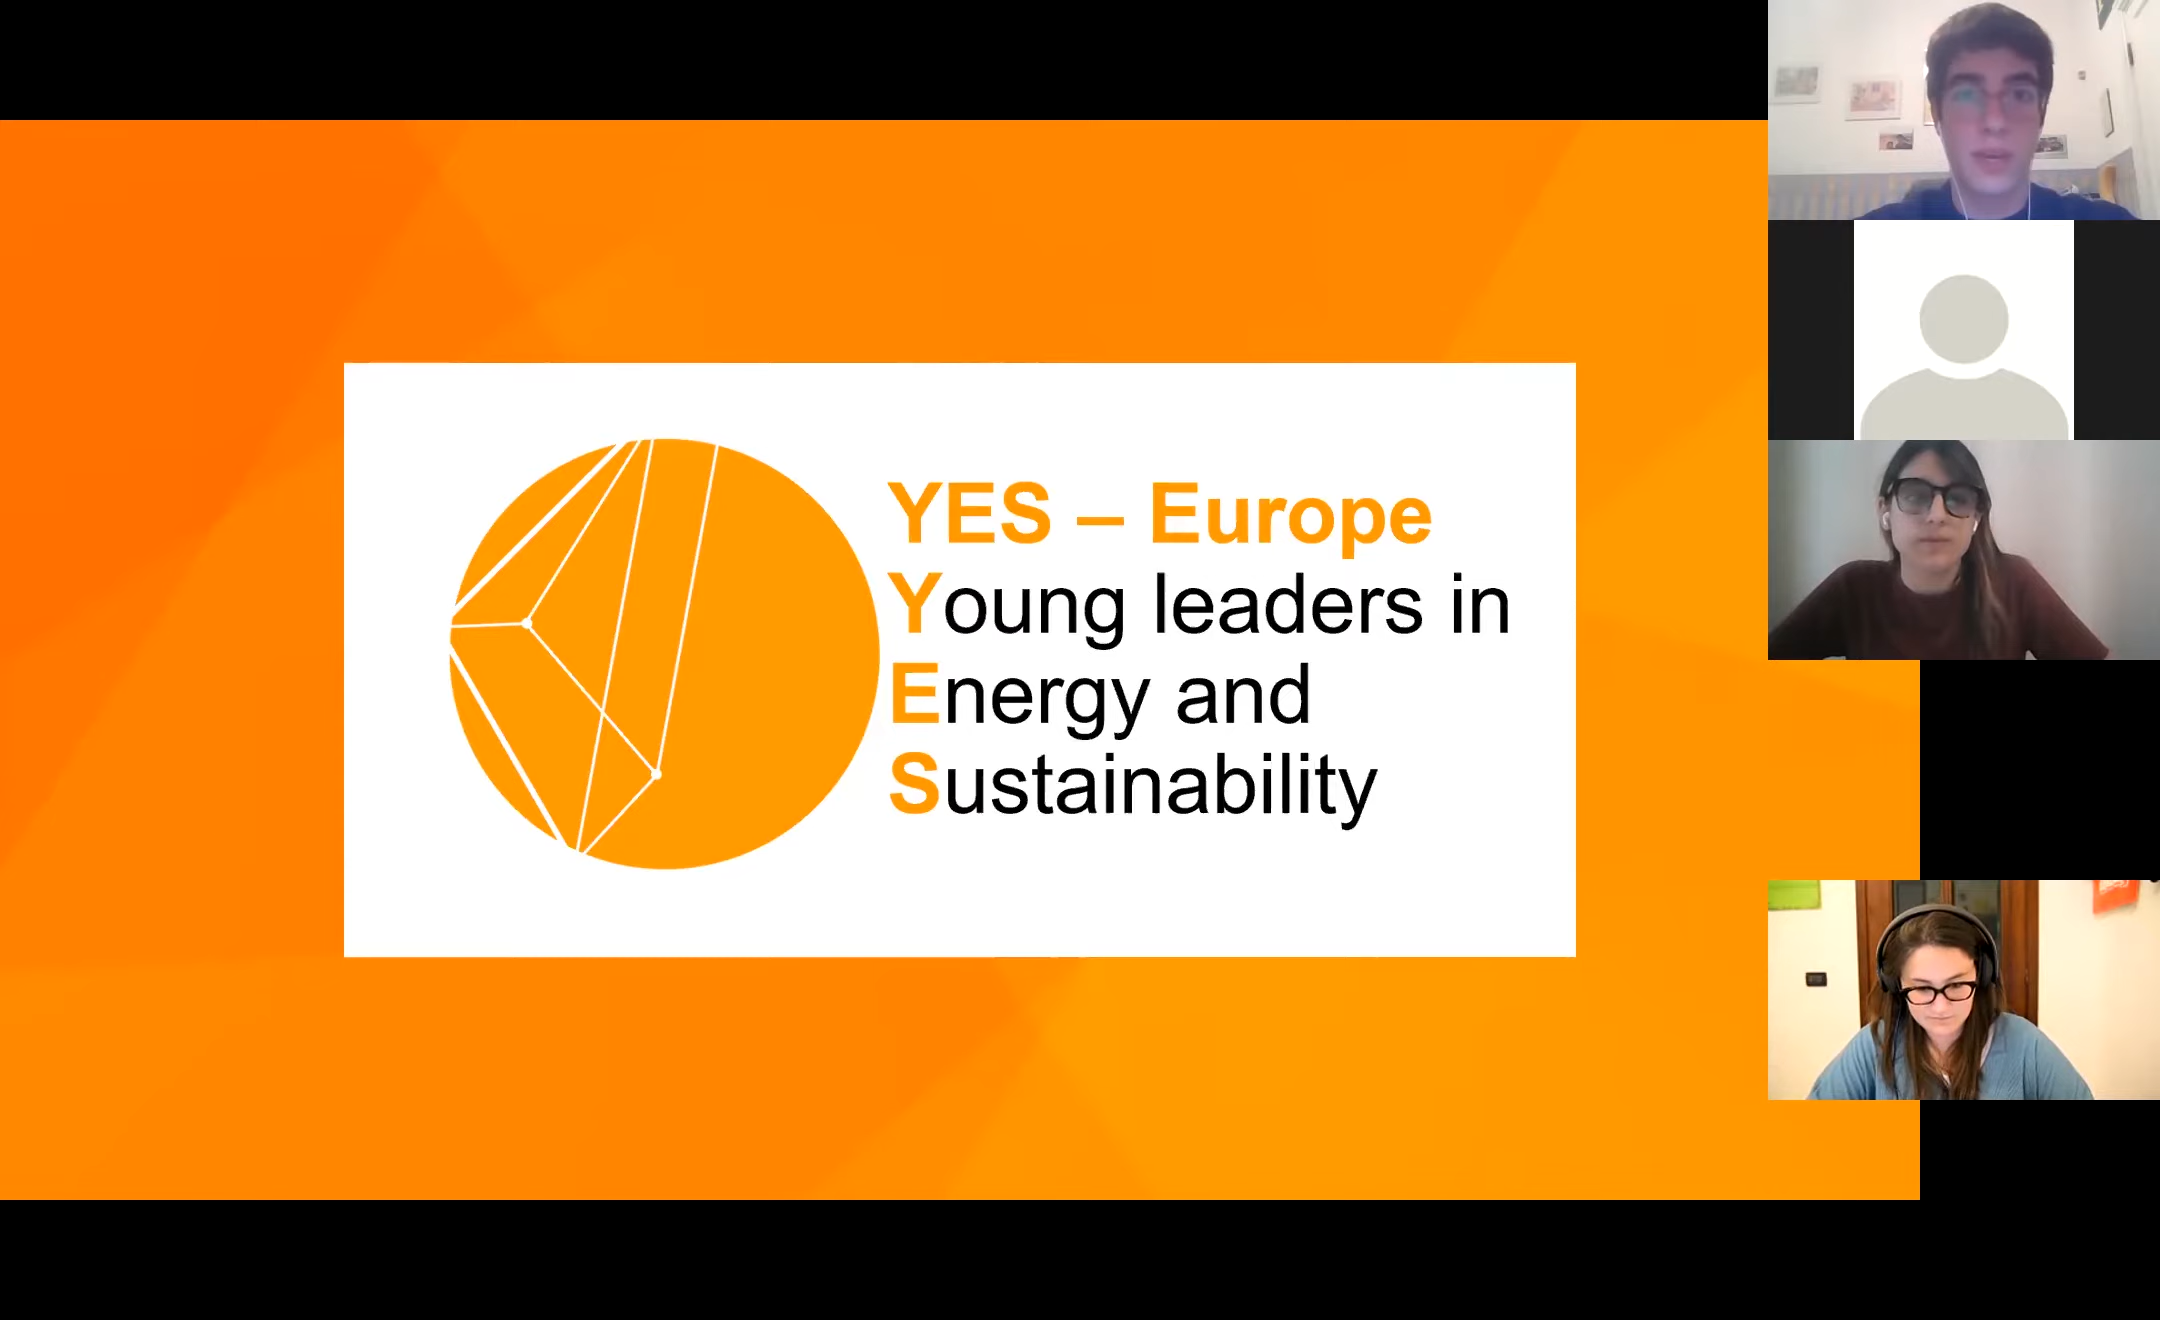 YES – Europe
Young leaders in
Energy and
Sustainability